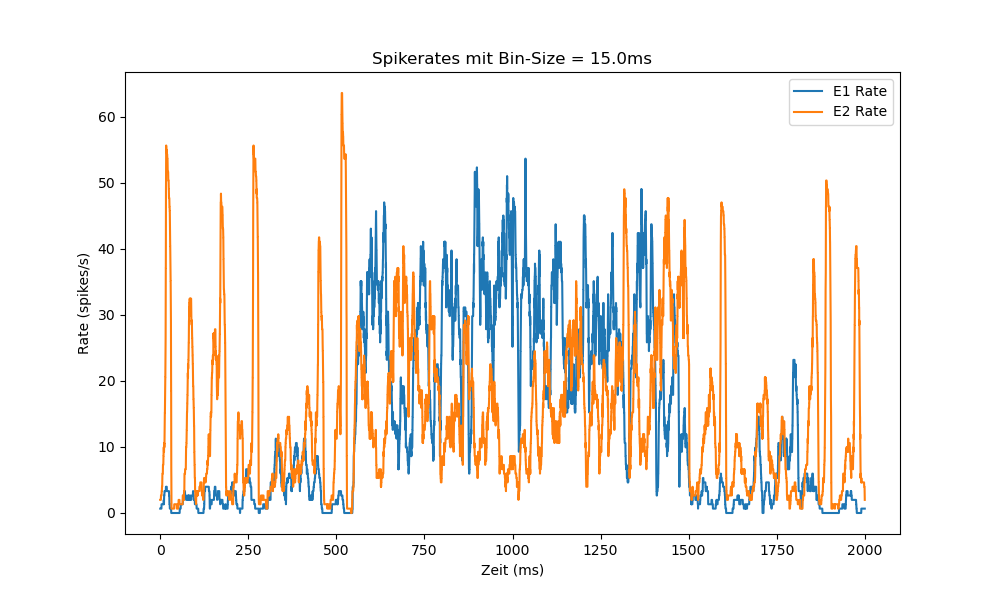 Spikerates mit Bin-Size = 15.0ms
E1 Rate
E2 Rate
60
50
40
30
20
10
0
Rate (spikes/s)
0 250 500 750 1000 1250 1500 1750 2000
Zeit (ms)